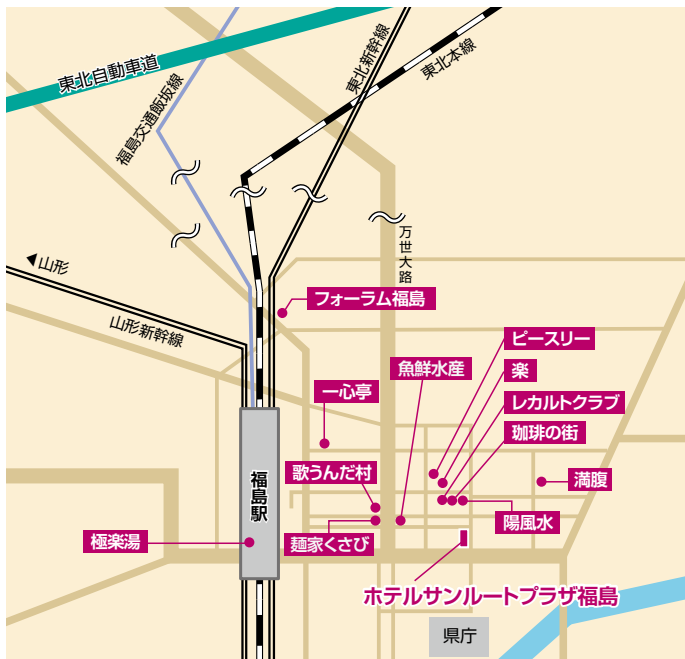 東北自動車道
福島交通飯坂線
東北新幹線
東北本線
万世大路
山形
山形新幹線
フォーラム福島
ピースリー
魚鮮水産
楽
一心亭
レカルトクラブ
珈琲の街
歌うんだ村
満腹
福島駅
陽風水
極楽湯
麺家くさび
ホテルサンルートプラザ福島
県庁